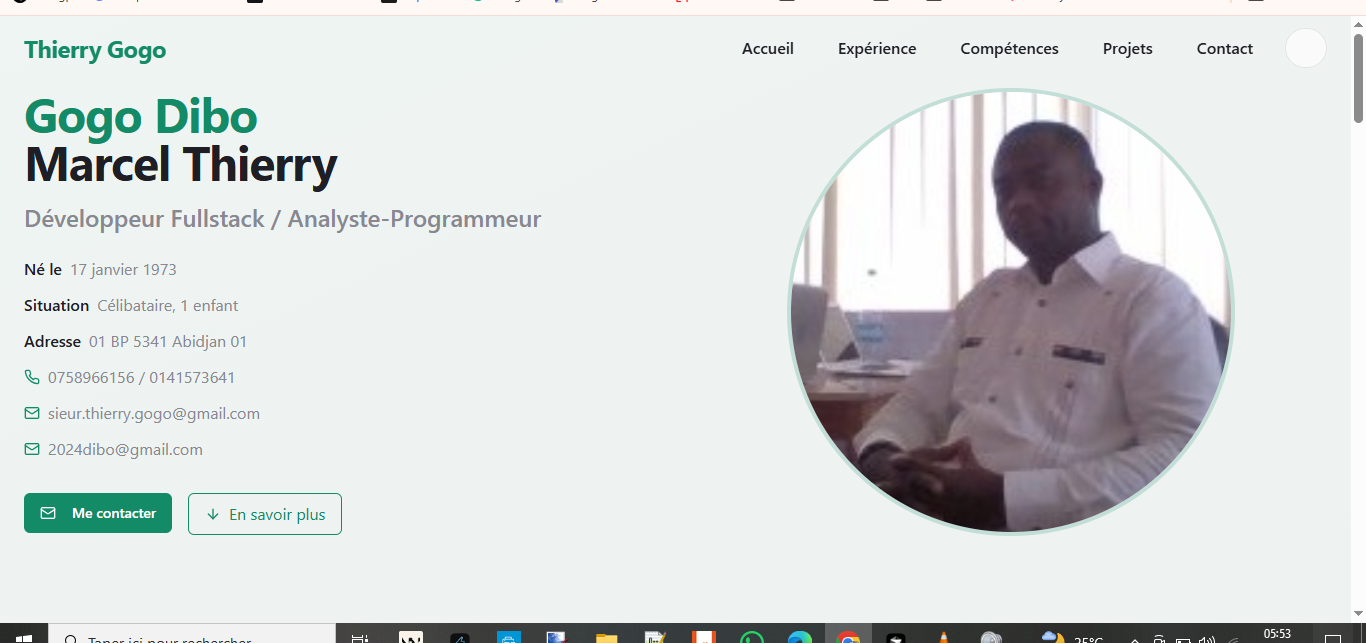 Thierry Gogo
Accueil Expérience Compétences Projets Contact
Gogo Dibo
Marcel Thierry
Développeur Fullstack / Analyste-Programmeur
Né le 17 janvier 1973
Situation Célibataire, 1 enfant
Adresse 01 BP 5341 Abidjan 01
0758966156 / 0141573641
sieur.thierry.gogo@gmail.com
2024dibo@gmail.com
Me contacter
En savoir plus
Taper ici pour rechercher
25°C
05:53